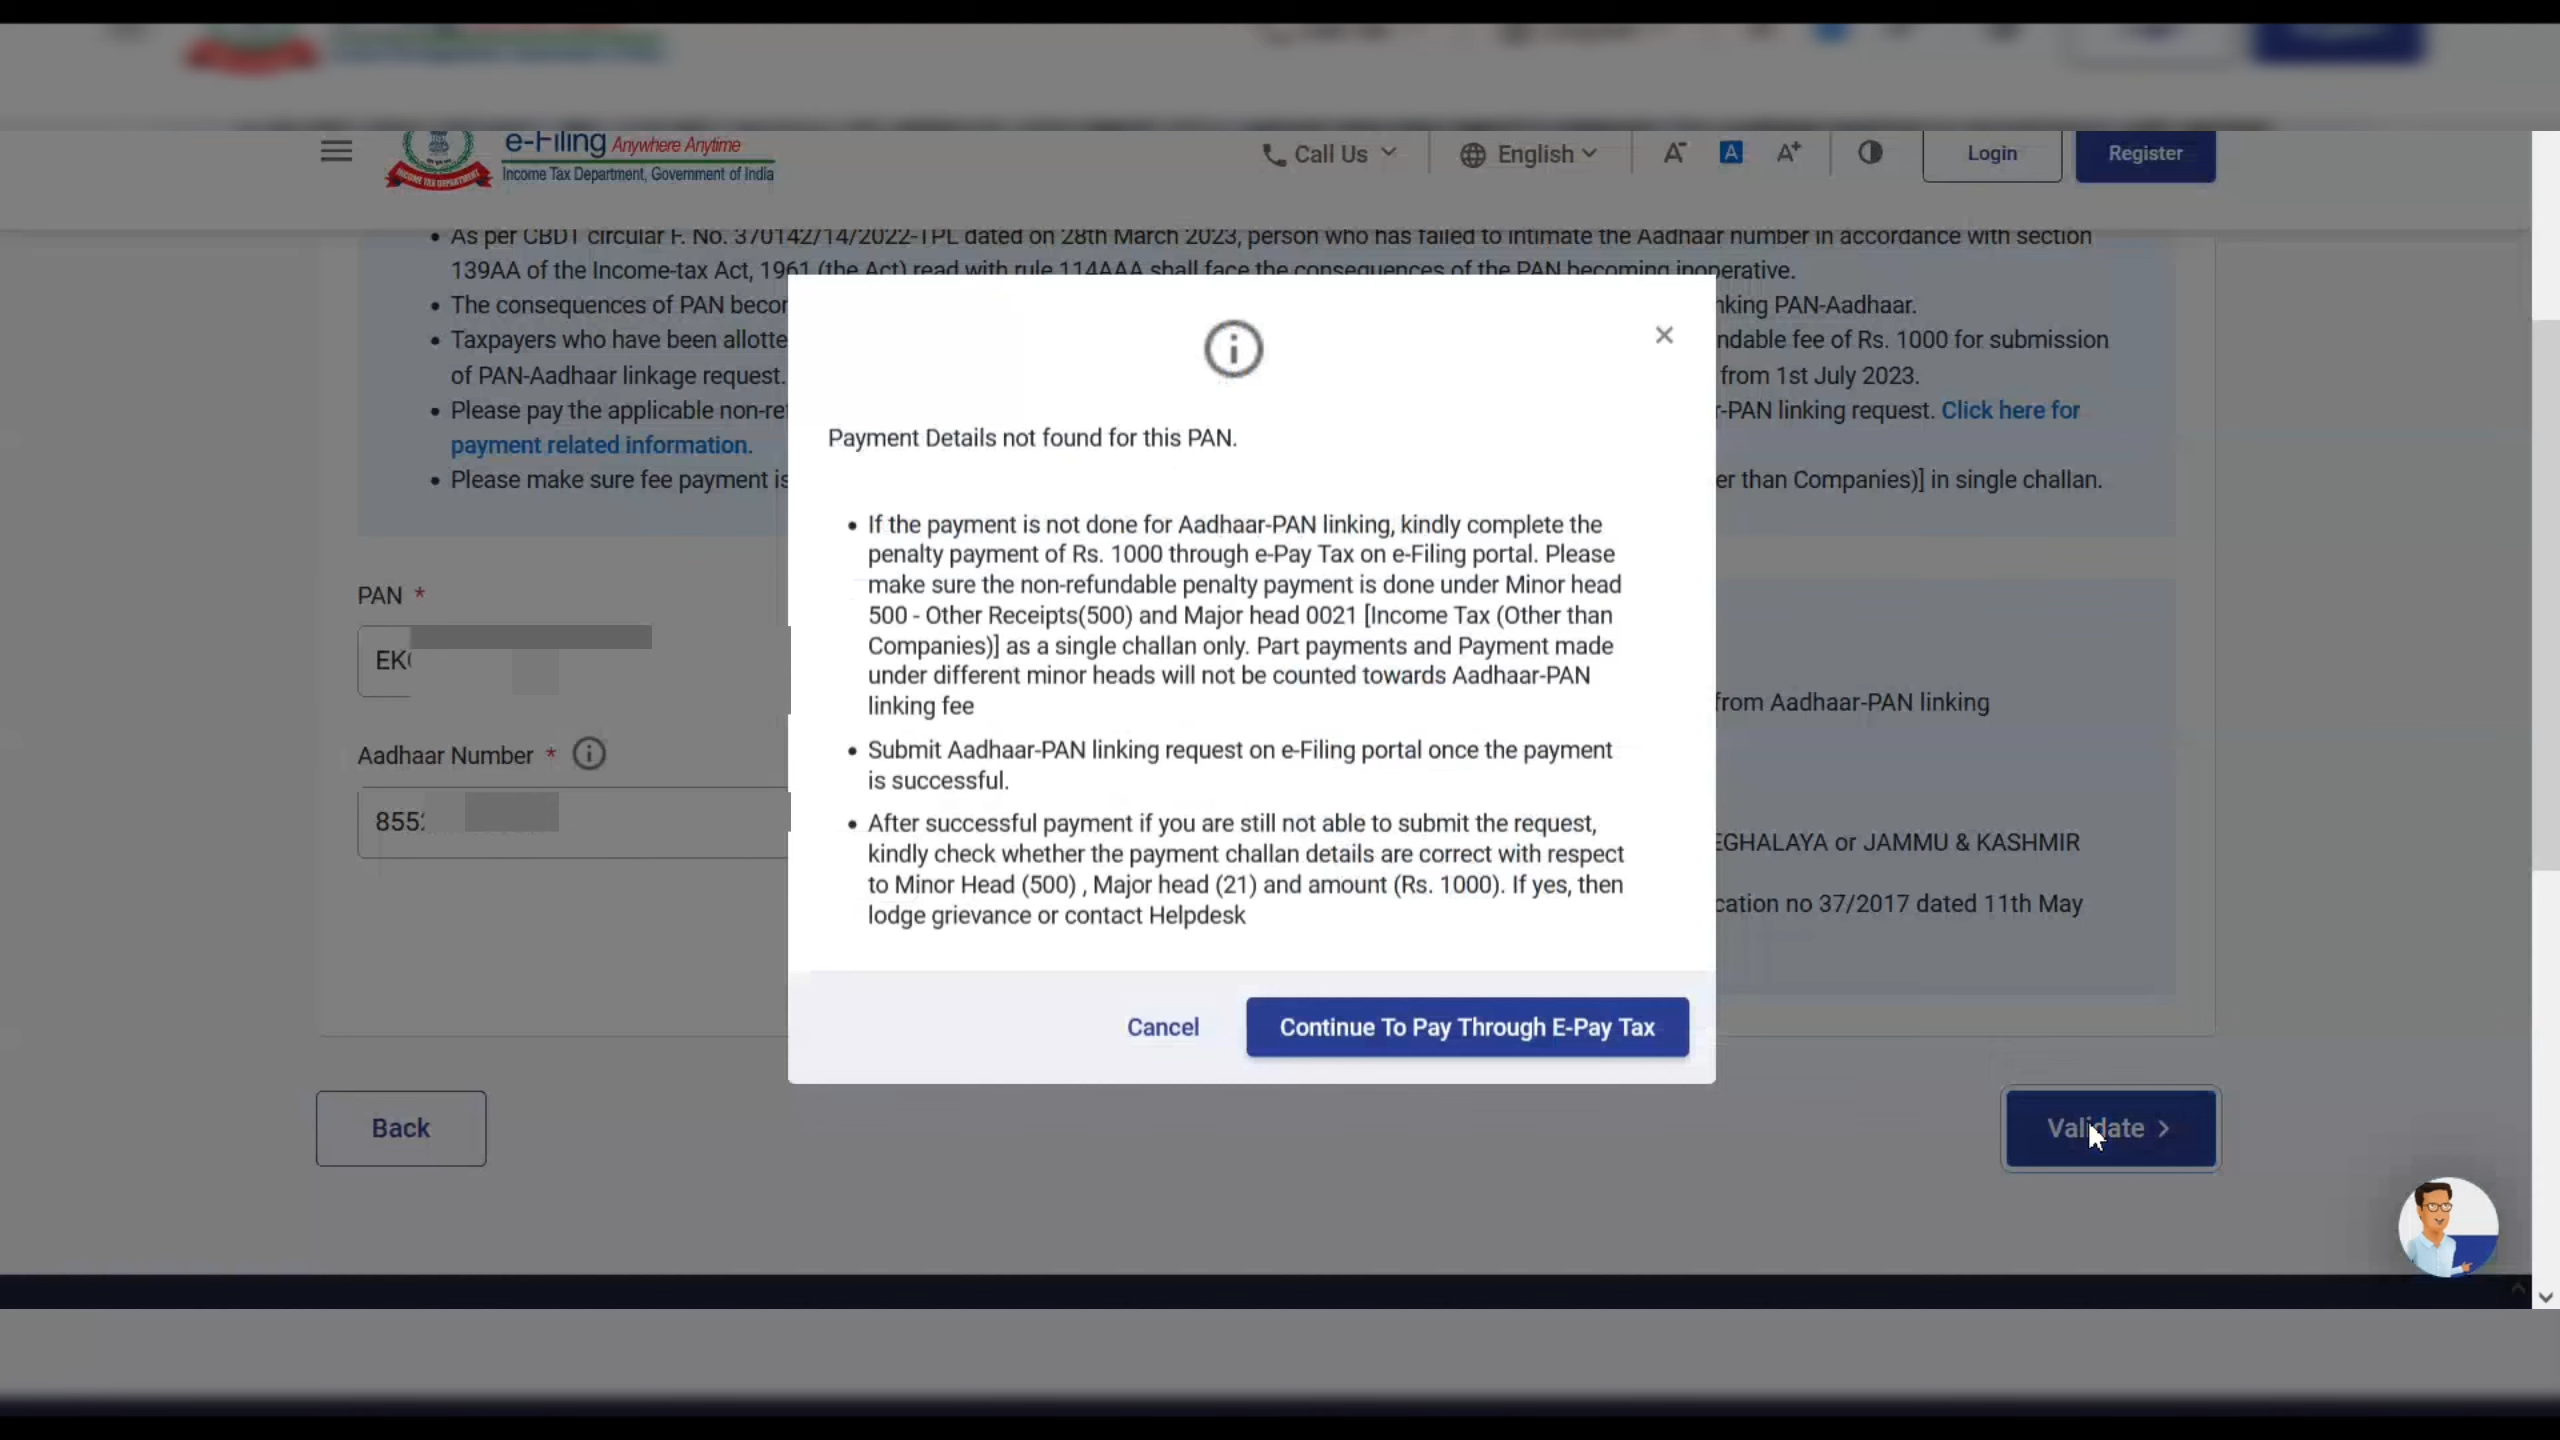 e-Filing Anywhere Anytime
Income Tax Department, Government of India
Call Us
English
A-
A
A+
Login
Register
As per CBDT circular F. No. 370142/14/2022-TPL dated on 28th March 2023, person who has failed to intimate the Aadhaar number in accordance with section
139AA of the Income-tax Act, 1961 (the Act) read with rule 114AAA shall face the consequences of the PAN becoming inoperative.
The consequences of PAN becom
nking PAN-Aadhaar.
Taxpayers who have been allotte
ndable fee of Rs. 1000 for submission
of PAN-Aadhaar linkage request.
from 1st July 2023.
Please pay the applicable non-re
r-PAN linking request. Click here for
payment related information.
Please make sure fee payment is
er than Companies)] in single challan.
Payment Details not found for this PAN.
If the payment is not done for Aadhaar-PAN linking, kindly complete the
penalty payment of Rs. 1000 through e-Pay Tax on e-Filing portal. Please
make sure the non-refundable penalty payment is done under Minor head
500 - Other Receipts(500) and Major head 0021 [Income Tax (Other than
Companies)] as a single challan only. Part payments and Payment made
under different minor heads will not be counted towards Aadhaar-PAN
linking fee
Submit Aadhaar-PAN linking request on e-Filing portal once the payment
is successful.
After successful payment if you are still not able to submit the request,
kindly check whether the payment challan details are correct with respect
to Minor Head (500) , Major head (21) and amount (Rs. 1000). If yes, then
lodge grievance or contact Helpdesk
Cancel
Continue To Pay Through E-Pay Tax
PAN *
EK
Aadhaar Number *
855
from Aadhaar-PAN linking
EGHALAYA or JAMMU & KASHMIR
cation no 37/2017 dated 11th May
Back
Validate